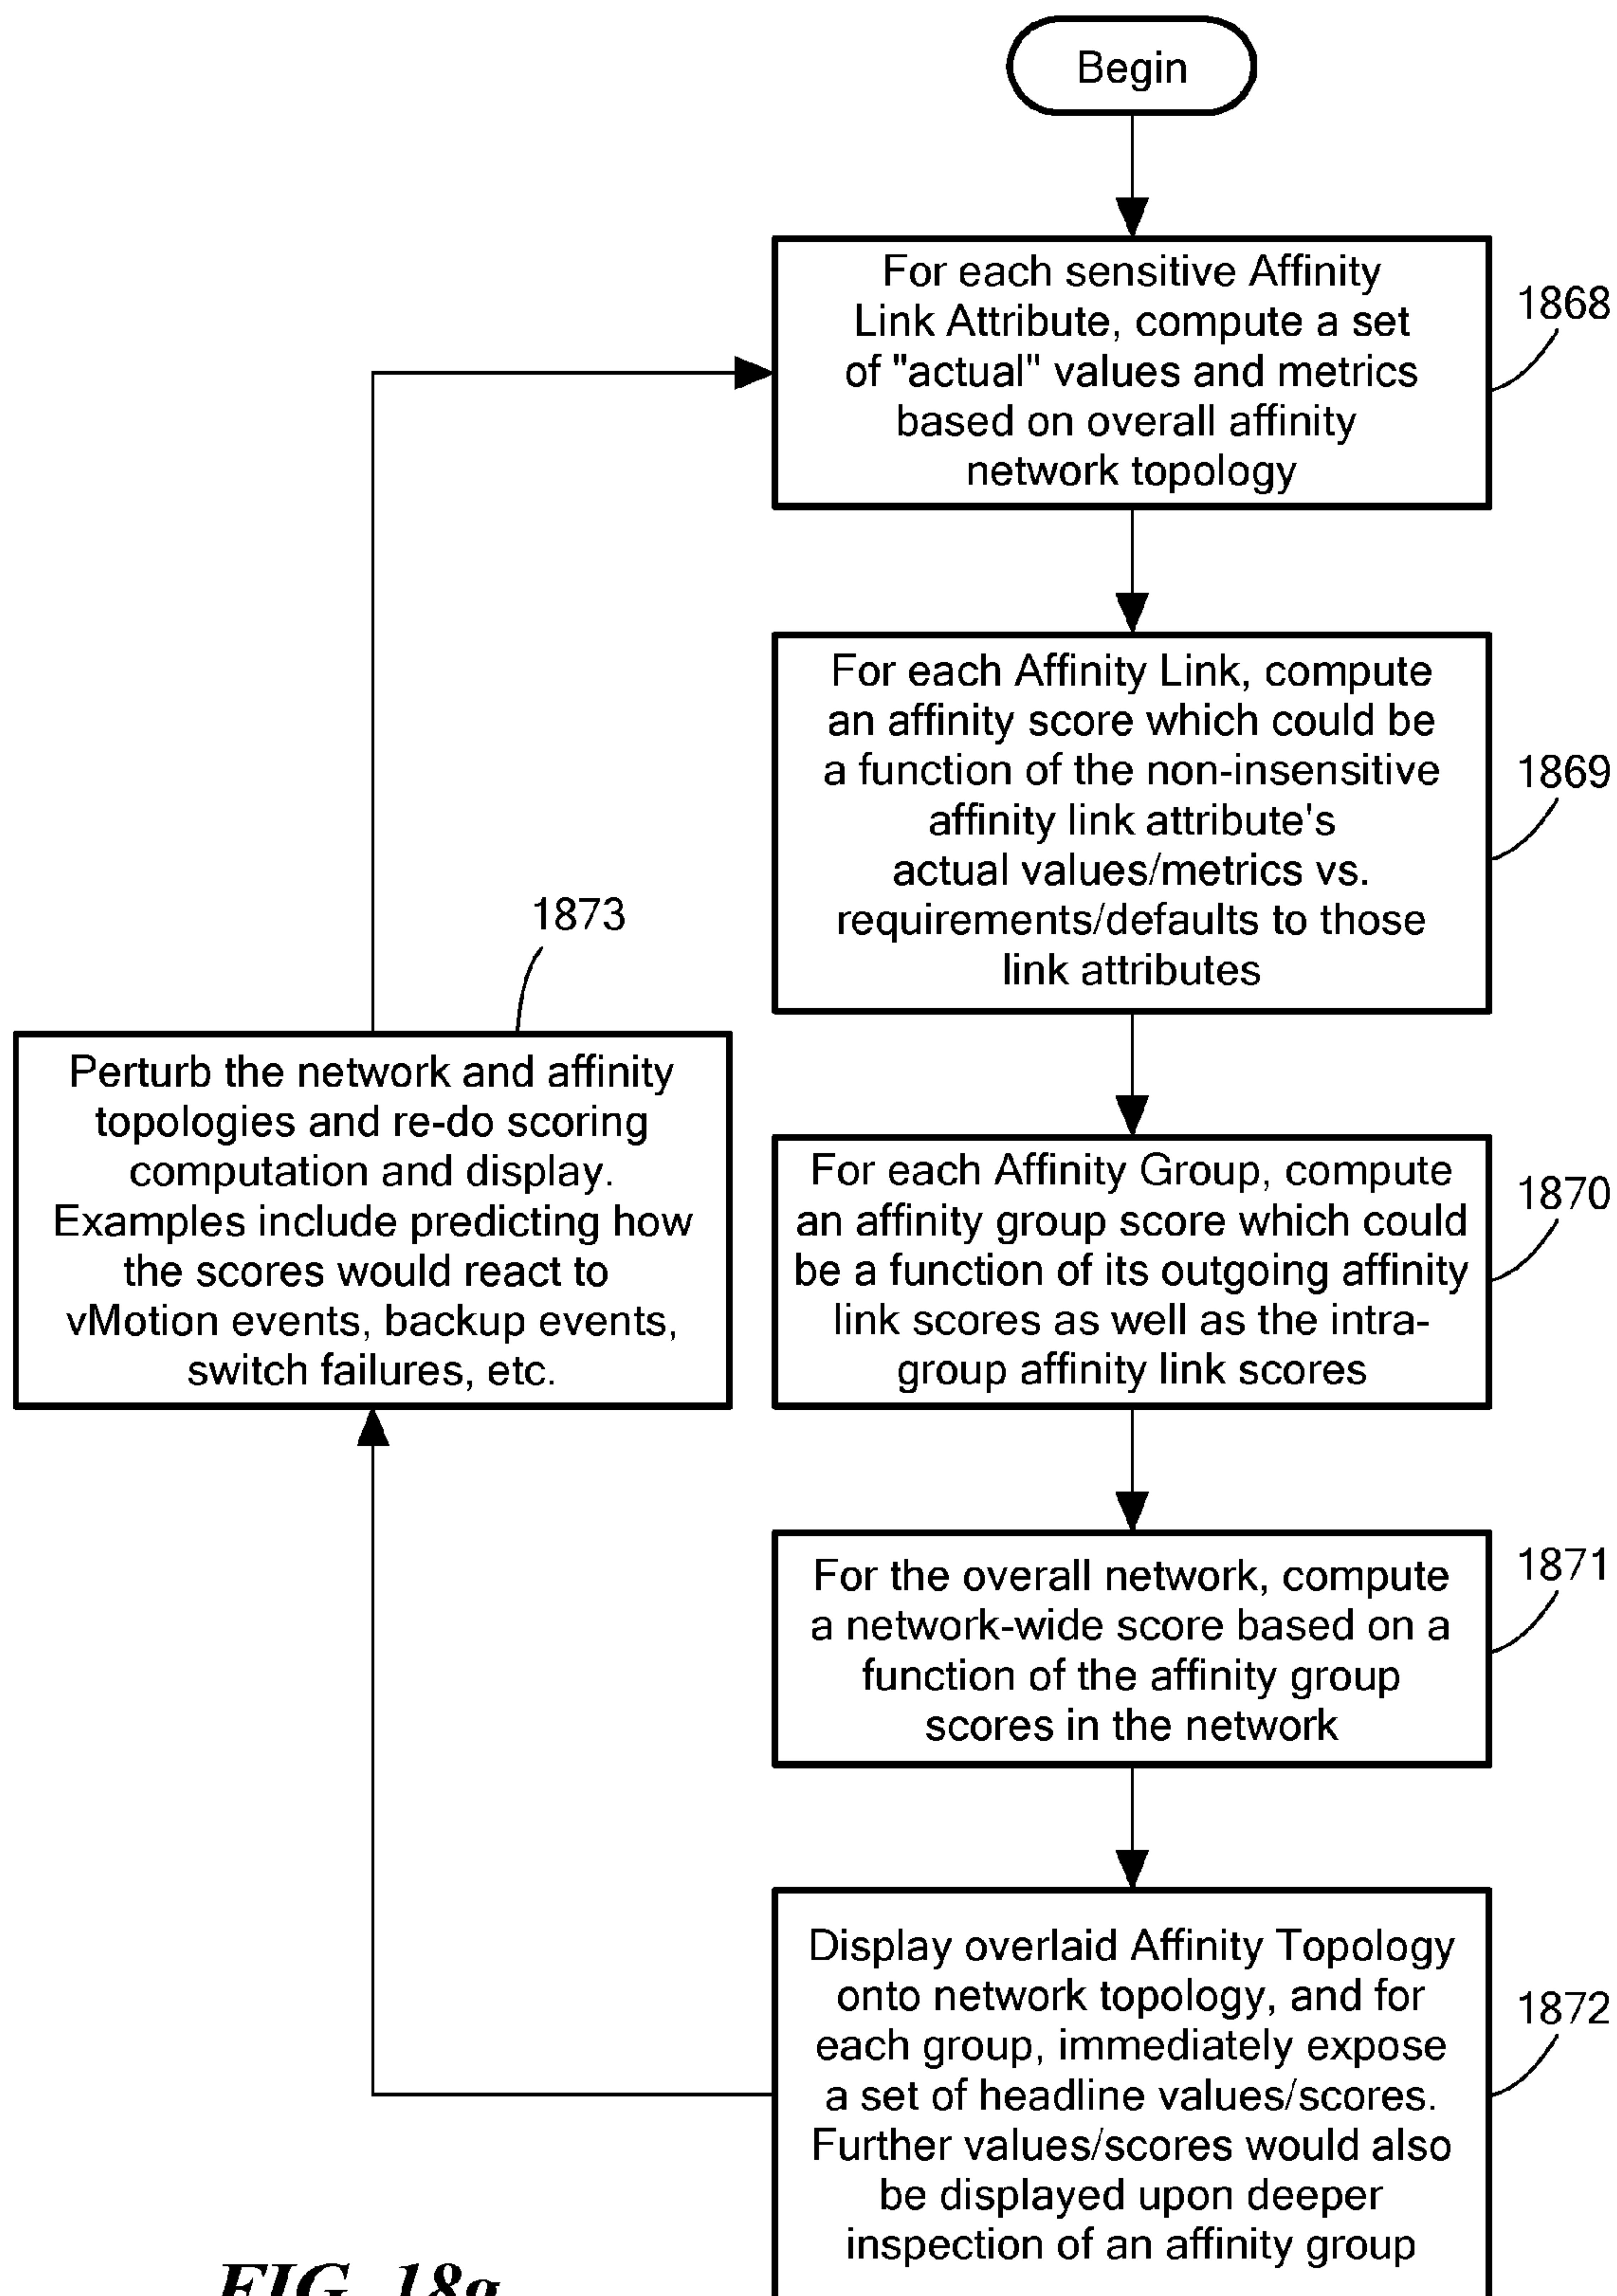 Begin
For each sensitive Affinity
Link Attribute, compute a set
of "actual" values and metrics
based on overall affinity
network topology
1868
For each Affinity Link, compute
an affinity score which could be
a function of the non-insensitive
affinity link attribute's
actual values/metrics vs.
requirements/defaults to those
link attributes
1869
1873
Perturb the network and affinity
topologies and re-do scoring
computation and display.
Examples include predicting how
the scores would react to
vMotion events, backup events,
switch failures, etc.
For each Affinity Group, compute
an affinity group score which could
be a function of its outgoing affinity
link scores as well as the intra-
group affinity link scores
1870
For the overall network, compute
a network-wide score based on a
function of the affinity group
scores in the network
1871
Display overlaid Affinity Topology
onto network topology, and for
each group, immediately expose
a set of headline values/scores.
Further values/scores would also
be displayed upon deeper
inspection of an affinity group
1872
FIG. 18g